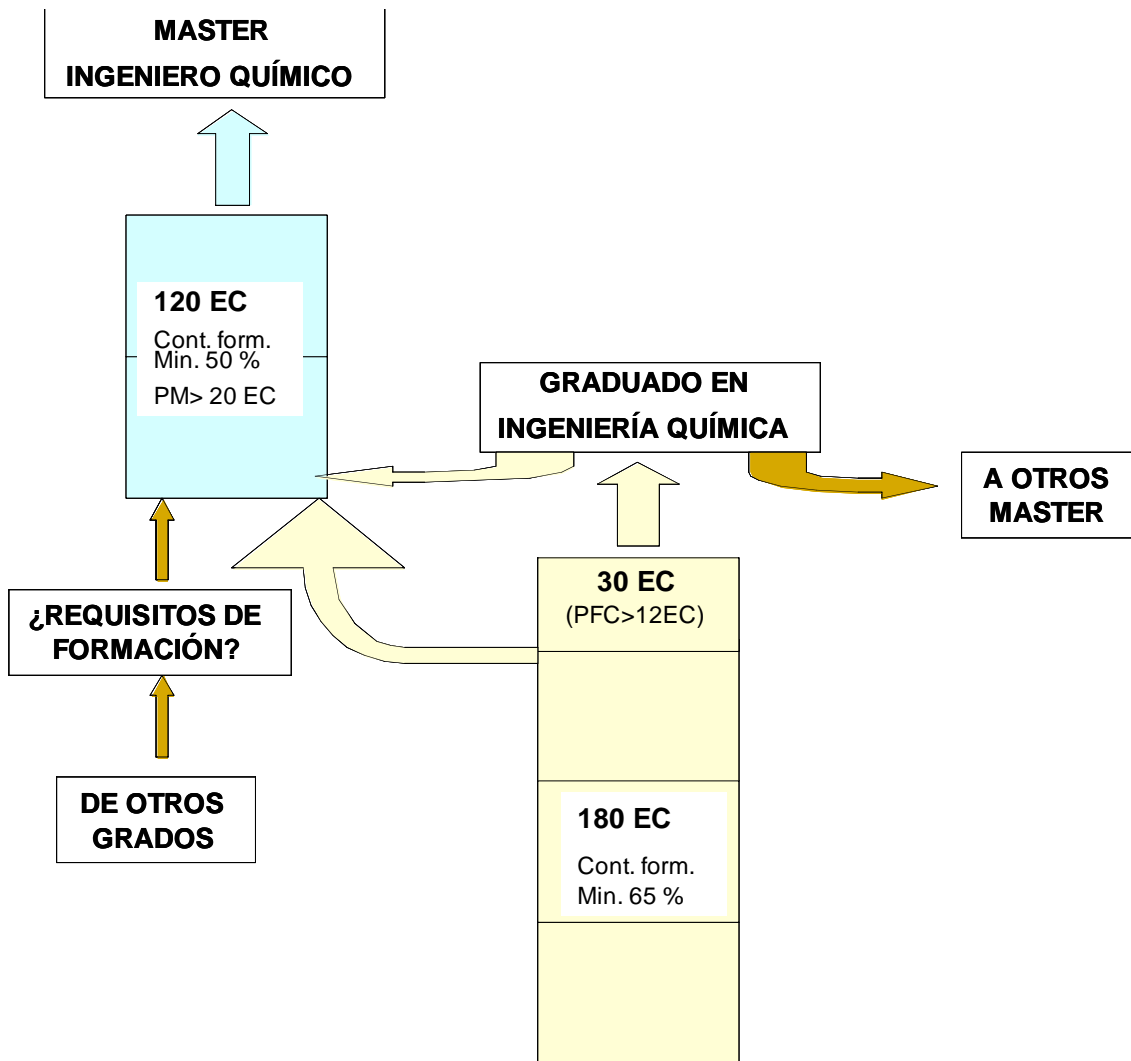 MASTER
INGENIERO QUÍMICO
120 EC
Cont. form.
Min. 50 %
PM> 20 EC
GRADUADO EN
INGENIERÍA QUÍMICA
A OTROS
MASTER
30 EC
(PFC>12EC)
¿REQUISITOS DE
FORMACIÓN?
DE OTROS
GRADOS
180 EC
Cont. form.
Min. 65 %